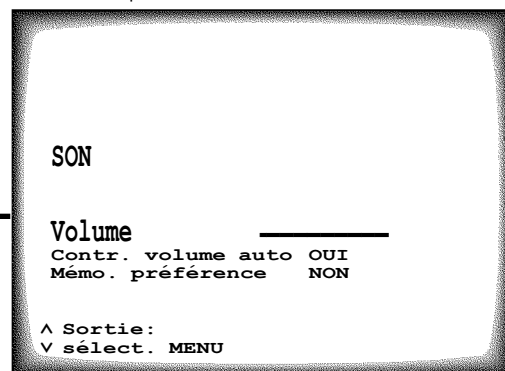 SON
Volume
Contr. volume auto OUI
Mémo. préférence NON
∧ Sortie:
∨ sélect. MENU